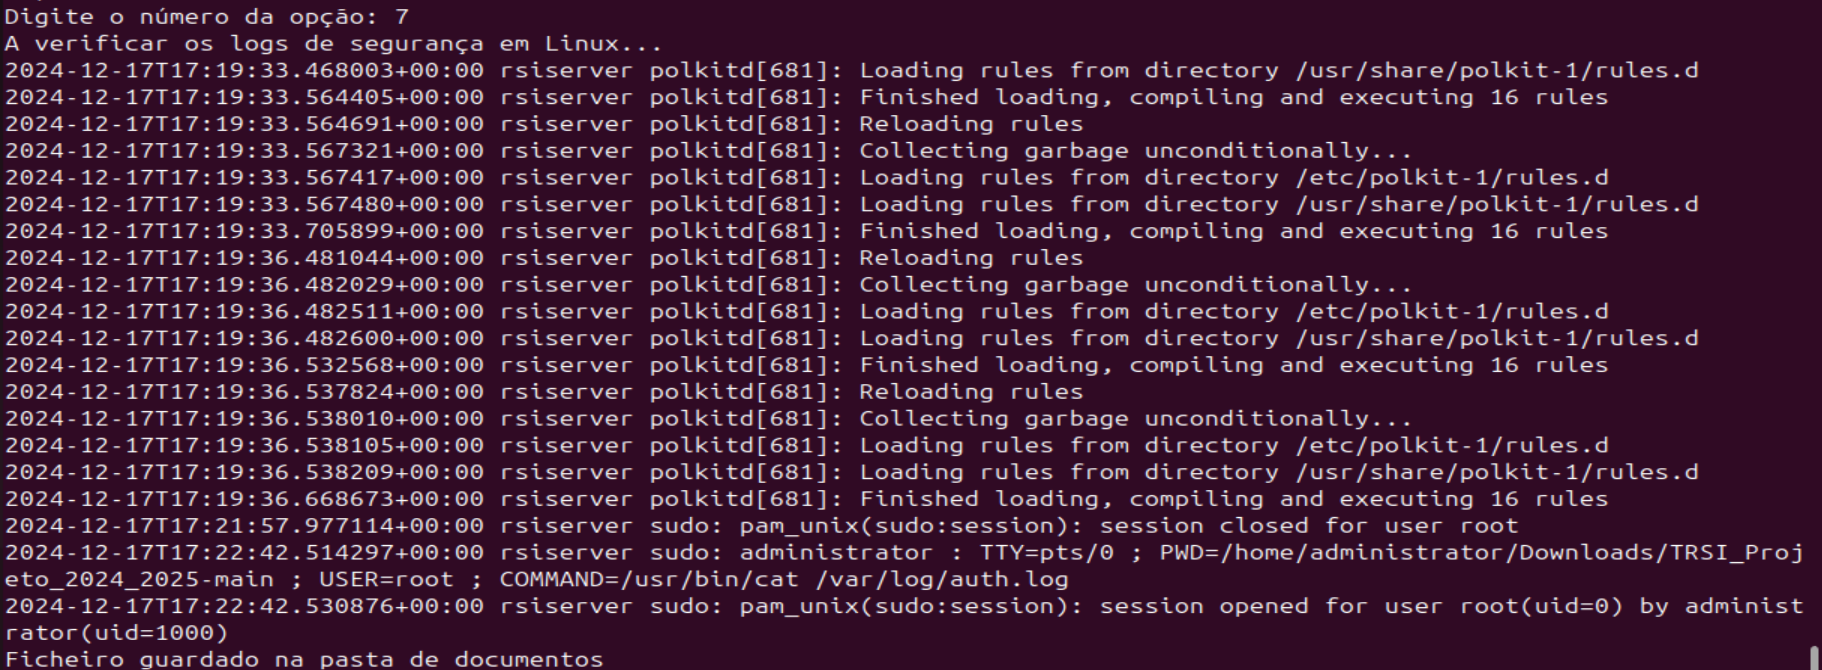 Digite o número da opção: 7
A verificar os logs de segurança em Linux...
2024-12-17T17:19:33.468003+00:00 rsiserver polkitd[681]: Loading rules from directory /usr/share/polkit-1/rules.d
2024-12-17T17:19:33.564405+00:00 rsiserver polkitd[681]: Finished loading, compiling and executing 16 rules
2024-12-17T17:19:33.564691+00:00 rsiserver polkitd[681]: Reloading rules
2024-12-17T17:19:33.567321+00:00 rsiserver polkitd[681]: Collecting garbage unconditionally...
2024-12-17T17:19:33.567417+00:00 rsiserver polkitd[681]: Loading rules from directory /etc/polkit-1/rules.d
2024-12-17T17:19:33.567480+00:00 rsiserver polkitd[681]: Loading rules from directory /usr/share/polkit-1/rules.d
2024-12-17T17:19:33.705899+00:00 rsiserver polkitd[681]: Finished loading, compiling and executing 16 rules
2024-12-17T17:19:36.481044+00:00 rsiserver polkitd[681]: Reloading rules
2024-12-17T17:19:36.482029+00:00 rsiserver polkitd[681]: Collecting garbage unconditionally...
2024-12-17T17:19:36.482511+00:00 rsiserver polkitd[681]: Loading rules from directory /etc/polkit-1/rules.d
2024-12-17T17:19:36.482600+00:00 rsiserver polkitd[681]: Loading rules from directory /usr/share/polkit-1/rules.d
2024-12-17T17:19:36.532568+00:00 rsiserver polkitd[681]: Finished loading, compiling and executing 16 rules
2024-12-17T17:19:36.537824+00:00 rsiserver polkitd[681]: Reloading rules
2024-12-17T17:19:36.538010+00:00 rsiserver polkitd[681]: Collecting garbage unconditionally...
2024-12-17T17:19:36.538105+00:00 rsiserver polkitd[681]: Loading rules from directory /etc/polkit-1/rules.d
2024-12-17T17:19:36.538209+00:00 rsiserver polkitd[681]: Loading rules from directory /usr/share/polkit-1/rules.d
2024-12-17T17:19:36.668673+00:00 rsiserver polkitd[681]: Finished loading, compiling and executing 16 rules
2024-12-17T17:21:57.977114+00:00 rsiserver sudo: pam_unix(sudo:session): session closed for user root
2024-12-17T17:22:42.514297+00:00 rsiserver sudo: administrator : TTY=pts/0 ; PWD=/home/administrator/Downloads/TRSI_Proj
eto_2024_2025-main ; USER=root ; COMMAND=/usr/bin/cat /var/log/auth.log
2024-12-17T17:22:42.530876+00:00 rsiserver sudo: pam_unix(sudo:session): session opened for user root(uid=0) by administ
rator(uid=1000)
Ficheiro guardado na pasta de documentos